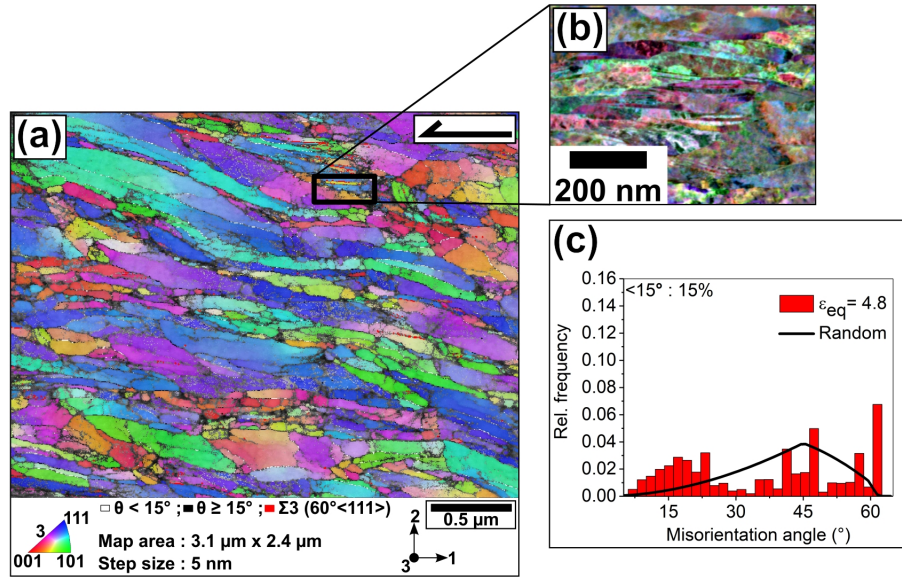 (a)
□ θ < 15° ; ■ θ ≥ 15° ; ■ Σ3 (60°<111>)
111
3
001 101
Map area : 3.1 μm x 2.4 μm
Step size : 5 nm
2
3 1
0.5 μm
(b)
200 nm
(c)
<15° : 15%
εeq= 4.8
Random
Rel. frequency
0.16
0.14
0.12
0.10
0.08
0.06
0.04
0.02
0.00
15 30 45 60
Misorientation angle (°)